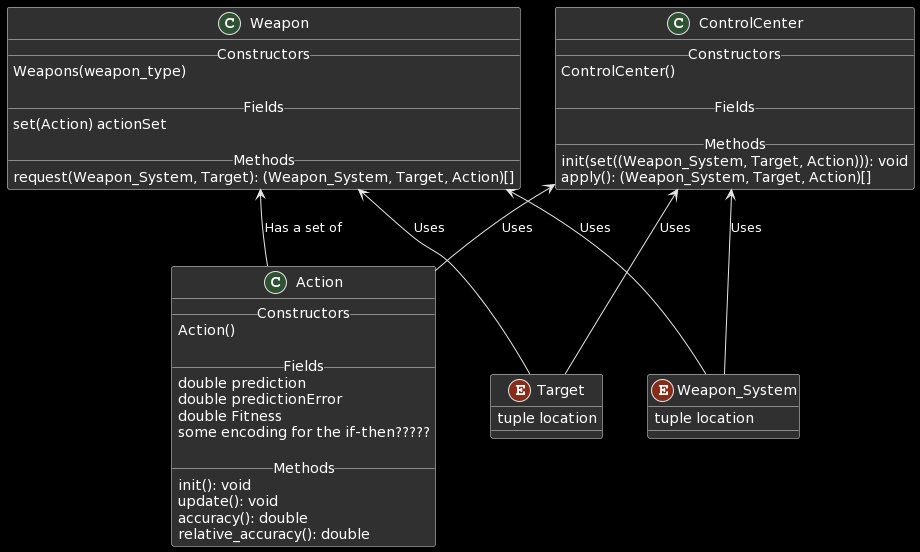 C Weapon
Constructors
Weapons(weapon_type)
Fields
set(Action) actionSet
Methods
request(Weapon_System, Target): (Weapon_System, Target, Action)[]
C ControlCenter
Constructors
ControlCenter()
Fields
Methods
init(set((Weapon_System, Target, Action))): void
apply(): (Weapon_System, Target, Action)[]
Has a set of
Uses
Uses
Uses
Uses
Uses
C Action
Constructors
Action()
Fields
double prediction
double predictionError
double Fitness
some encoding for the if-then?????
Methods
init(): void
update(): void
accuracy(): double
relative_accuracy(): double
E Target
tuple location
E Weapon_System
tuple location